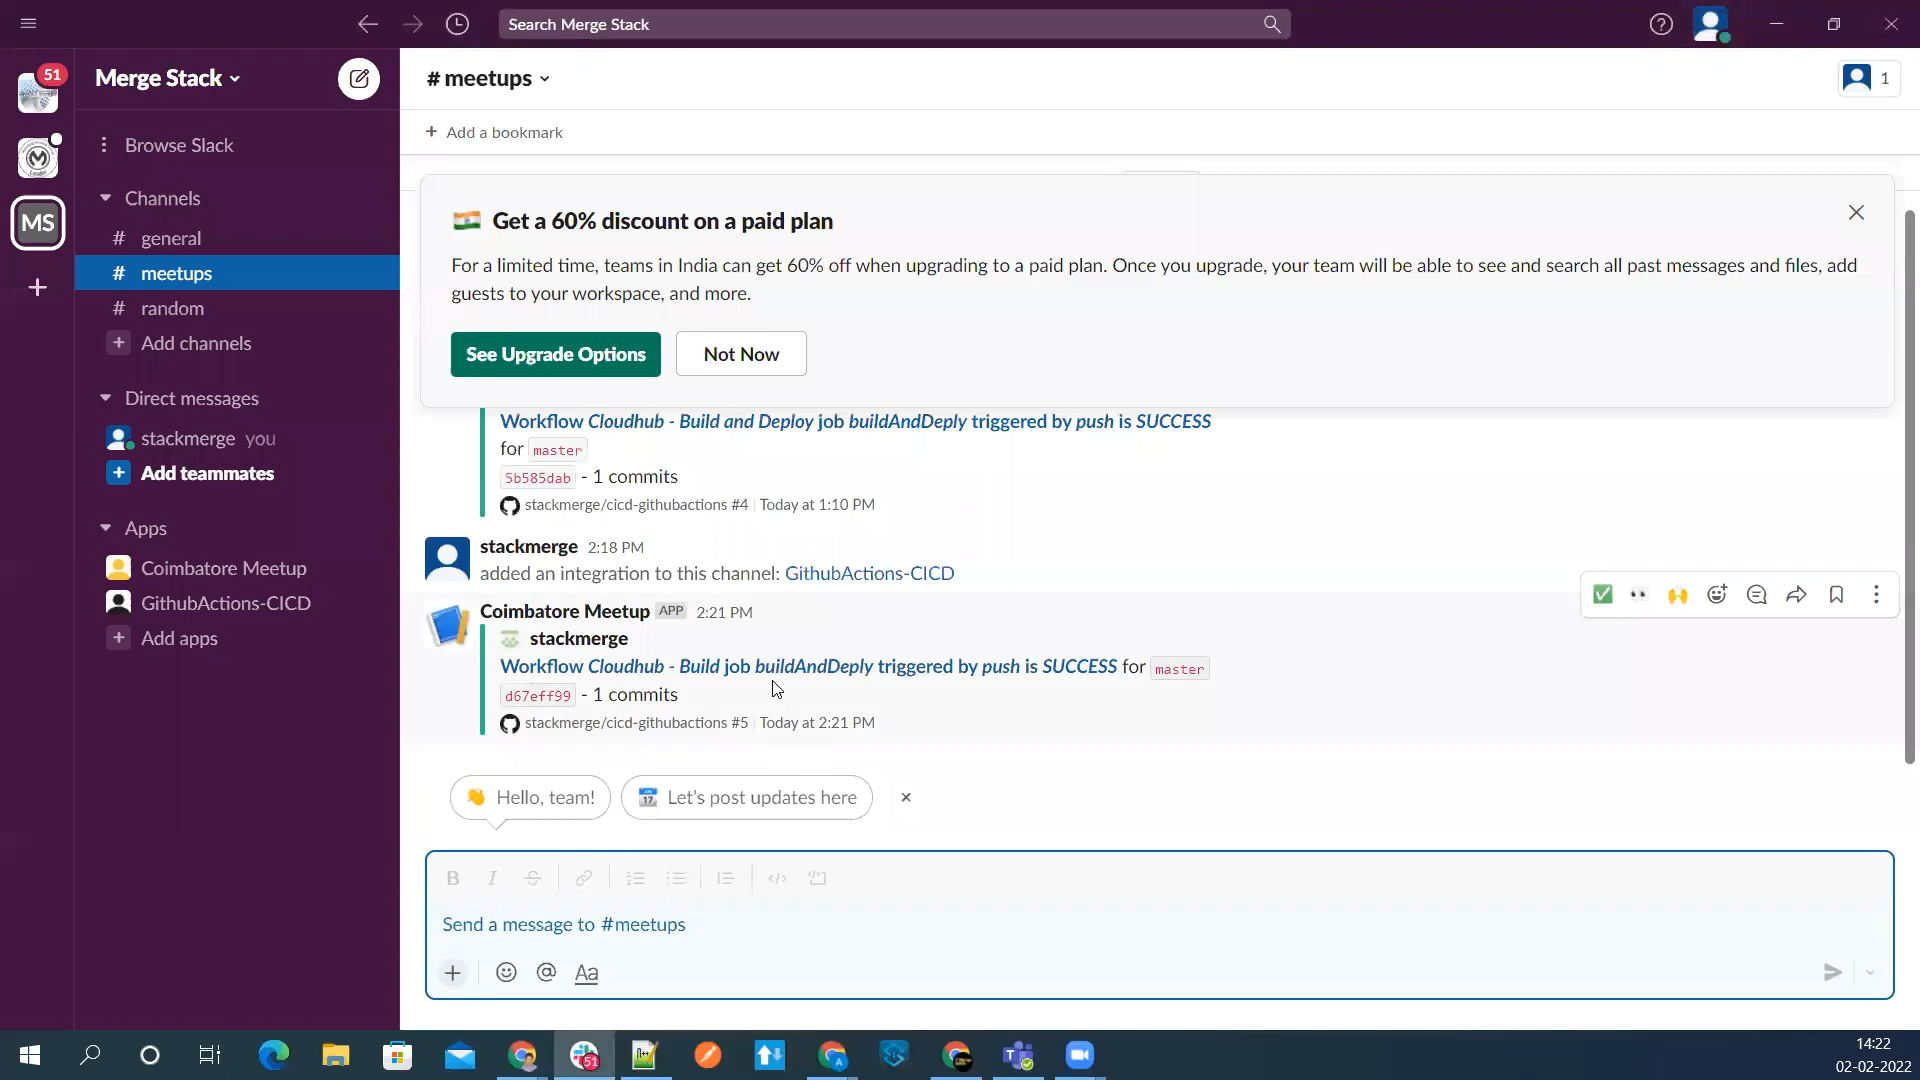 Search Merge Stack
51
Merge Stack
# meetups
1
Add a bookmark
Browse Slack
Channels
# general
# meetups
# random
Add channels
MS
Direct messages
stackmerge you
Add teammates
Apps
Coimbatore Meetup
GithubActions-CICD
Add apps
Get a 60% discount on a paid plan
For a limited time, teams in India can get 60% off when upgrading to a paid plan. Once you upgrade, your team will be able to see and search all past messages and files, add
guests to your workspace, and more.
See Upgrade Options
Not Now
Workflow Cloudhub - Build and Deploy job buildAndDeply triggered by push is SUCCESS
for master
5b585dab - 1 commits
stackmerge/cicd-githubactions #4 | Today at 1:10 PM
stackmerge 2:18 PM
added an integration to this channel: GithubActions-CICD
Coimbatore Meetup APP 2:21 PM
stackmerge
Workflow Cloudhub - Build job buildAndDeply triggered by push is SUCCESS for master
d67eff99 - 1 commits
stackmerge/cicd-githubactions #5 | Today at 2:21 PM
Hello, team!
Let's post updates here
B I S
Send a message to #meetups
@ Aa
51
14:22
02-02-2022